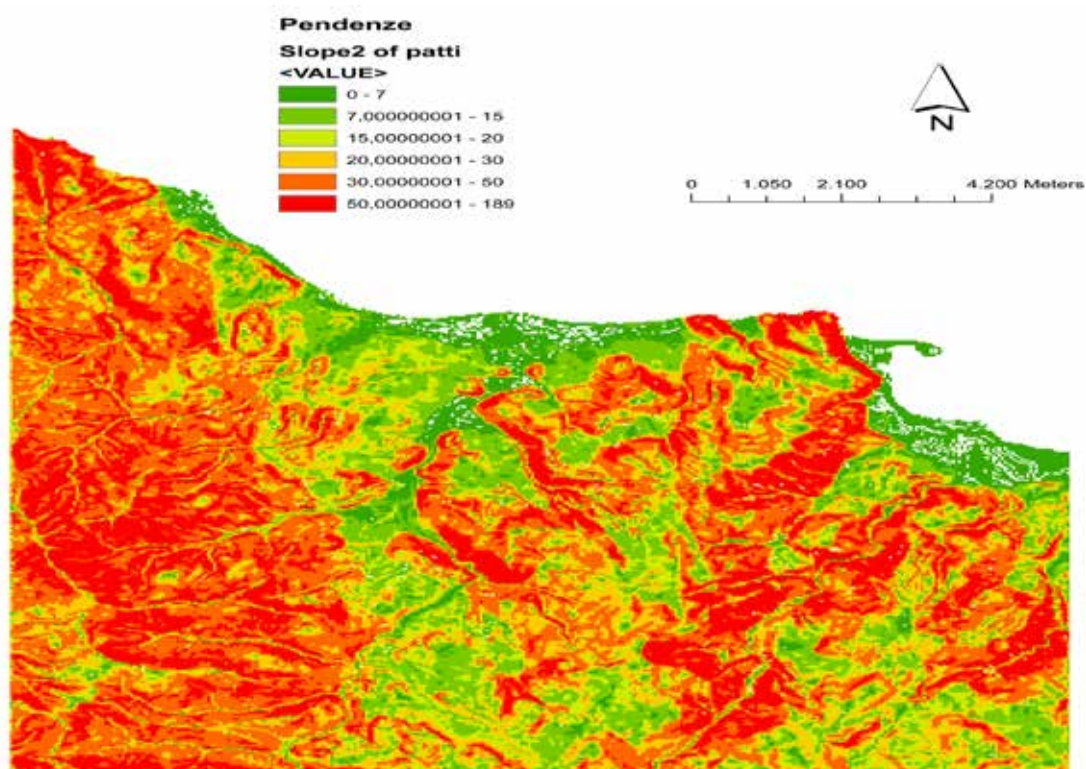 Pendenze
Slope2 of patti
<VALUE>
0 - 7
7,000000001 - 15
15,00000001 - 20
20,00000001 - 30
30,00000001 - 50
50,00000001 - 189
N
0 1.050 2.100 4.200 Meters